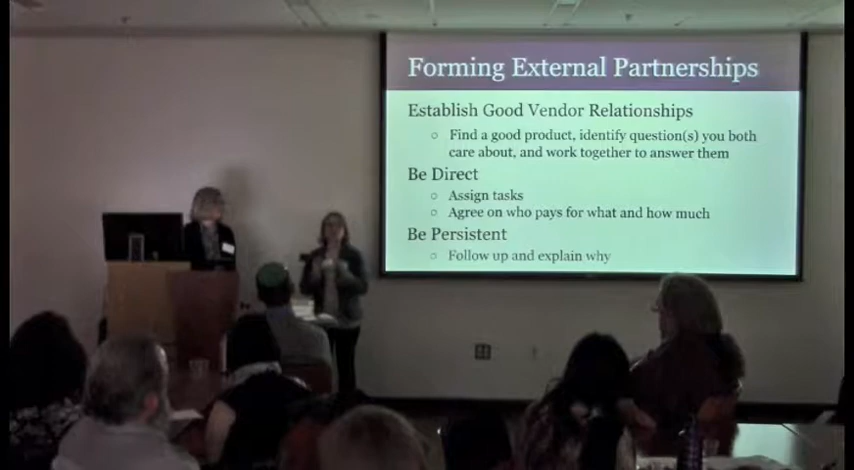 Forming External Partnerships
Establish Good Vendor Relationships
○ Find a good product, identify question(s) you both
care about, and work together to answer them
Be Direct
○ Assign tasks
○ Agree on who pays for what and how much
Be Persistent
○ Follow up and explain why